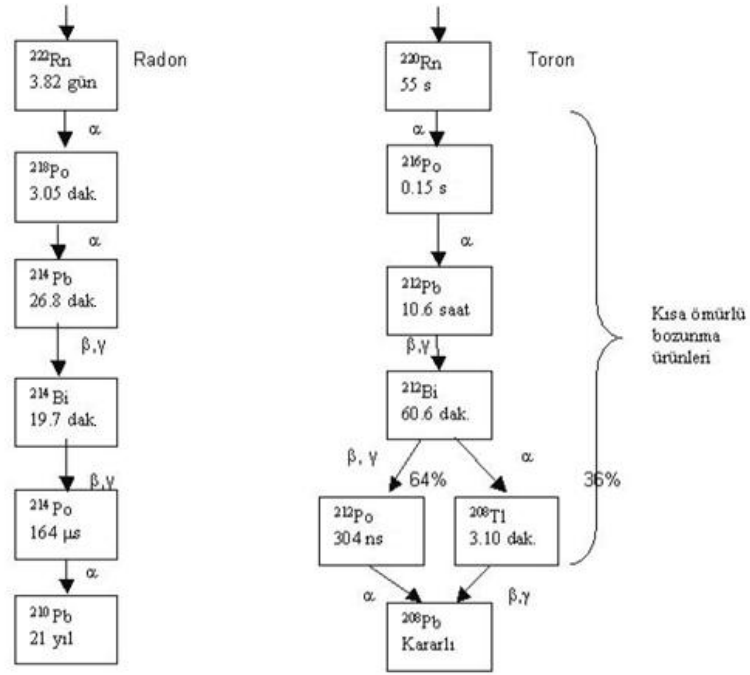 ²²²Rn
3.82 gün
Radon
α
²¹⁸Po
3.05 dak.
α
²¹⁴Pb
26.8 dak.
β,γ
²¹⁴Bi
19.7 dak.
β,γ
²¹⁴Po
164 μs
α
²¹⁰Pb
21 yıl
²²⁰Rn
55 s
Toron
α
²¹⁶Po
0.15 s
α
²¹²Pb
10.6 saat
β,γ
²¹²Bi
60.6 dak.
β, γ
64%
α
36%
²¹²Po
304 ns
²⁰⁸Tl
3.10 dak.
α
β,γ
²⁰⁸Pb
Kararlı
Kısa ömürlü
bozunma
ürünleri